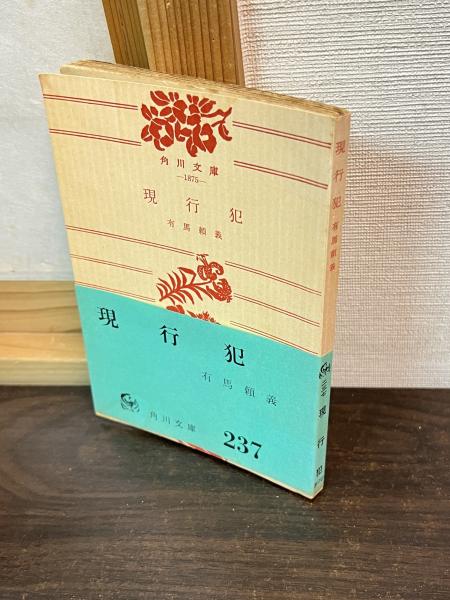 角川文庫
—1875—
現行犯
有馬頼義
現行犯
有馬頼義
角川文庫
237
現行犯
有馬頼義
現行犯